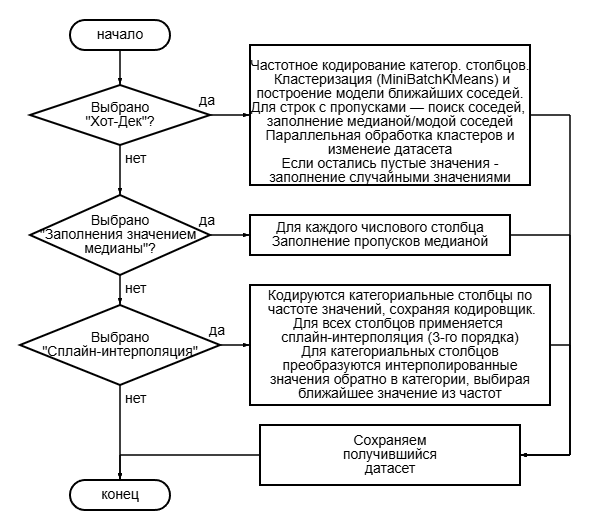 начало
Выбрано
"Хот-Дек"?
да
нет
Частотное кодирование категор. столбцов.
Кластеризация (MiniBatchKMeans) и
построение модели ближайших соседей.
Для строк с пропусками — поиск соседей,
заполнение медианой/модой соседей
Параллельная обработка кластеров и
изменеие датасета
Если остались пустые значения -
заполнение случайными значениями
Выбрано
"Заполнения значением
медианы"?
да
нет
Для каждого числового столбца
Заполнение пропусков медианой
Выбрано
"Сплайн-интерполяция"
да
нет
Кодируются категориальные столбцы по
частоте значений, сохраняя кодировщик.
Для всех столбцов применяется
сплайн-интерполяция (3-го порядка)
Для категориальных столбцов
преобразуются интерполированные
значения обратно в категории, выбирая
ближайшее значение из частот
Сохраняем
получившийся
датасет
конец